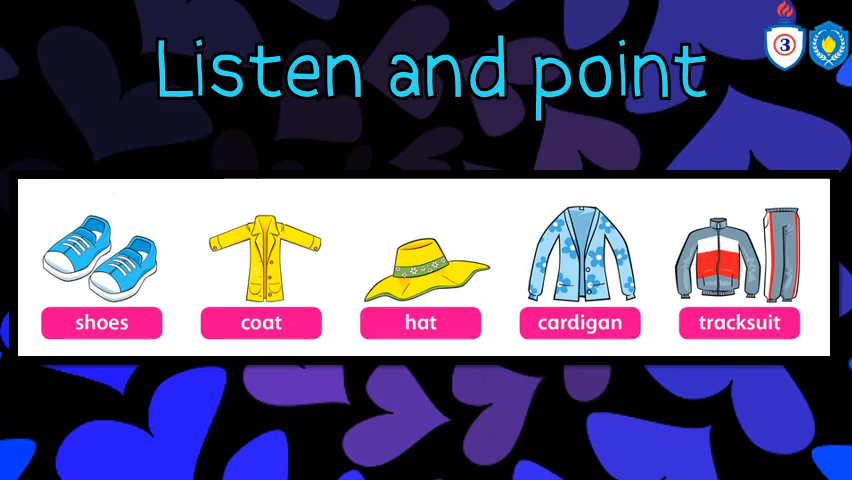 Listen and point
3
shoes
coat
hat
cardigan
tracksuit